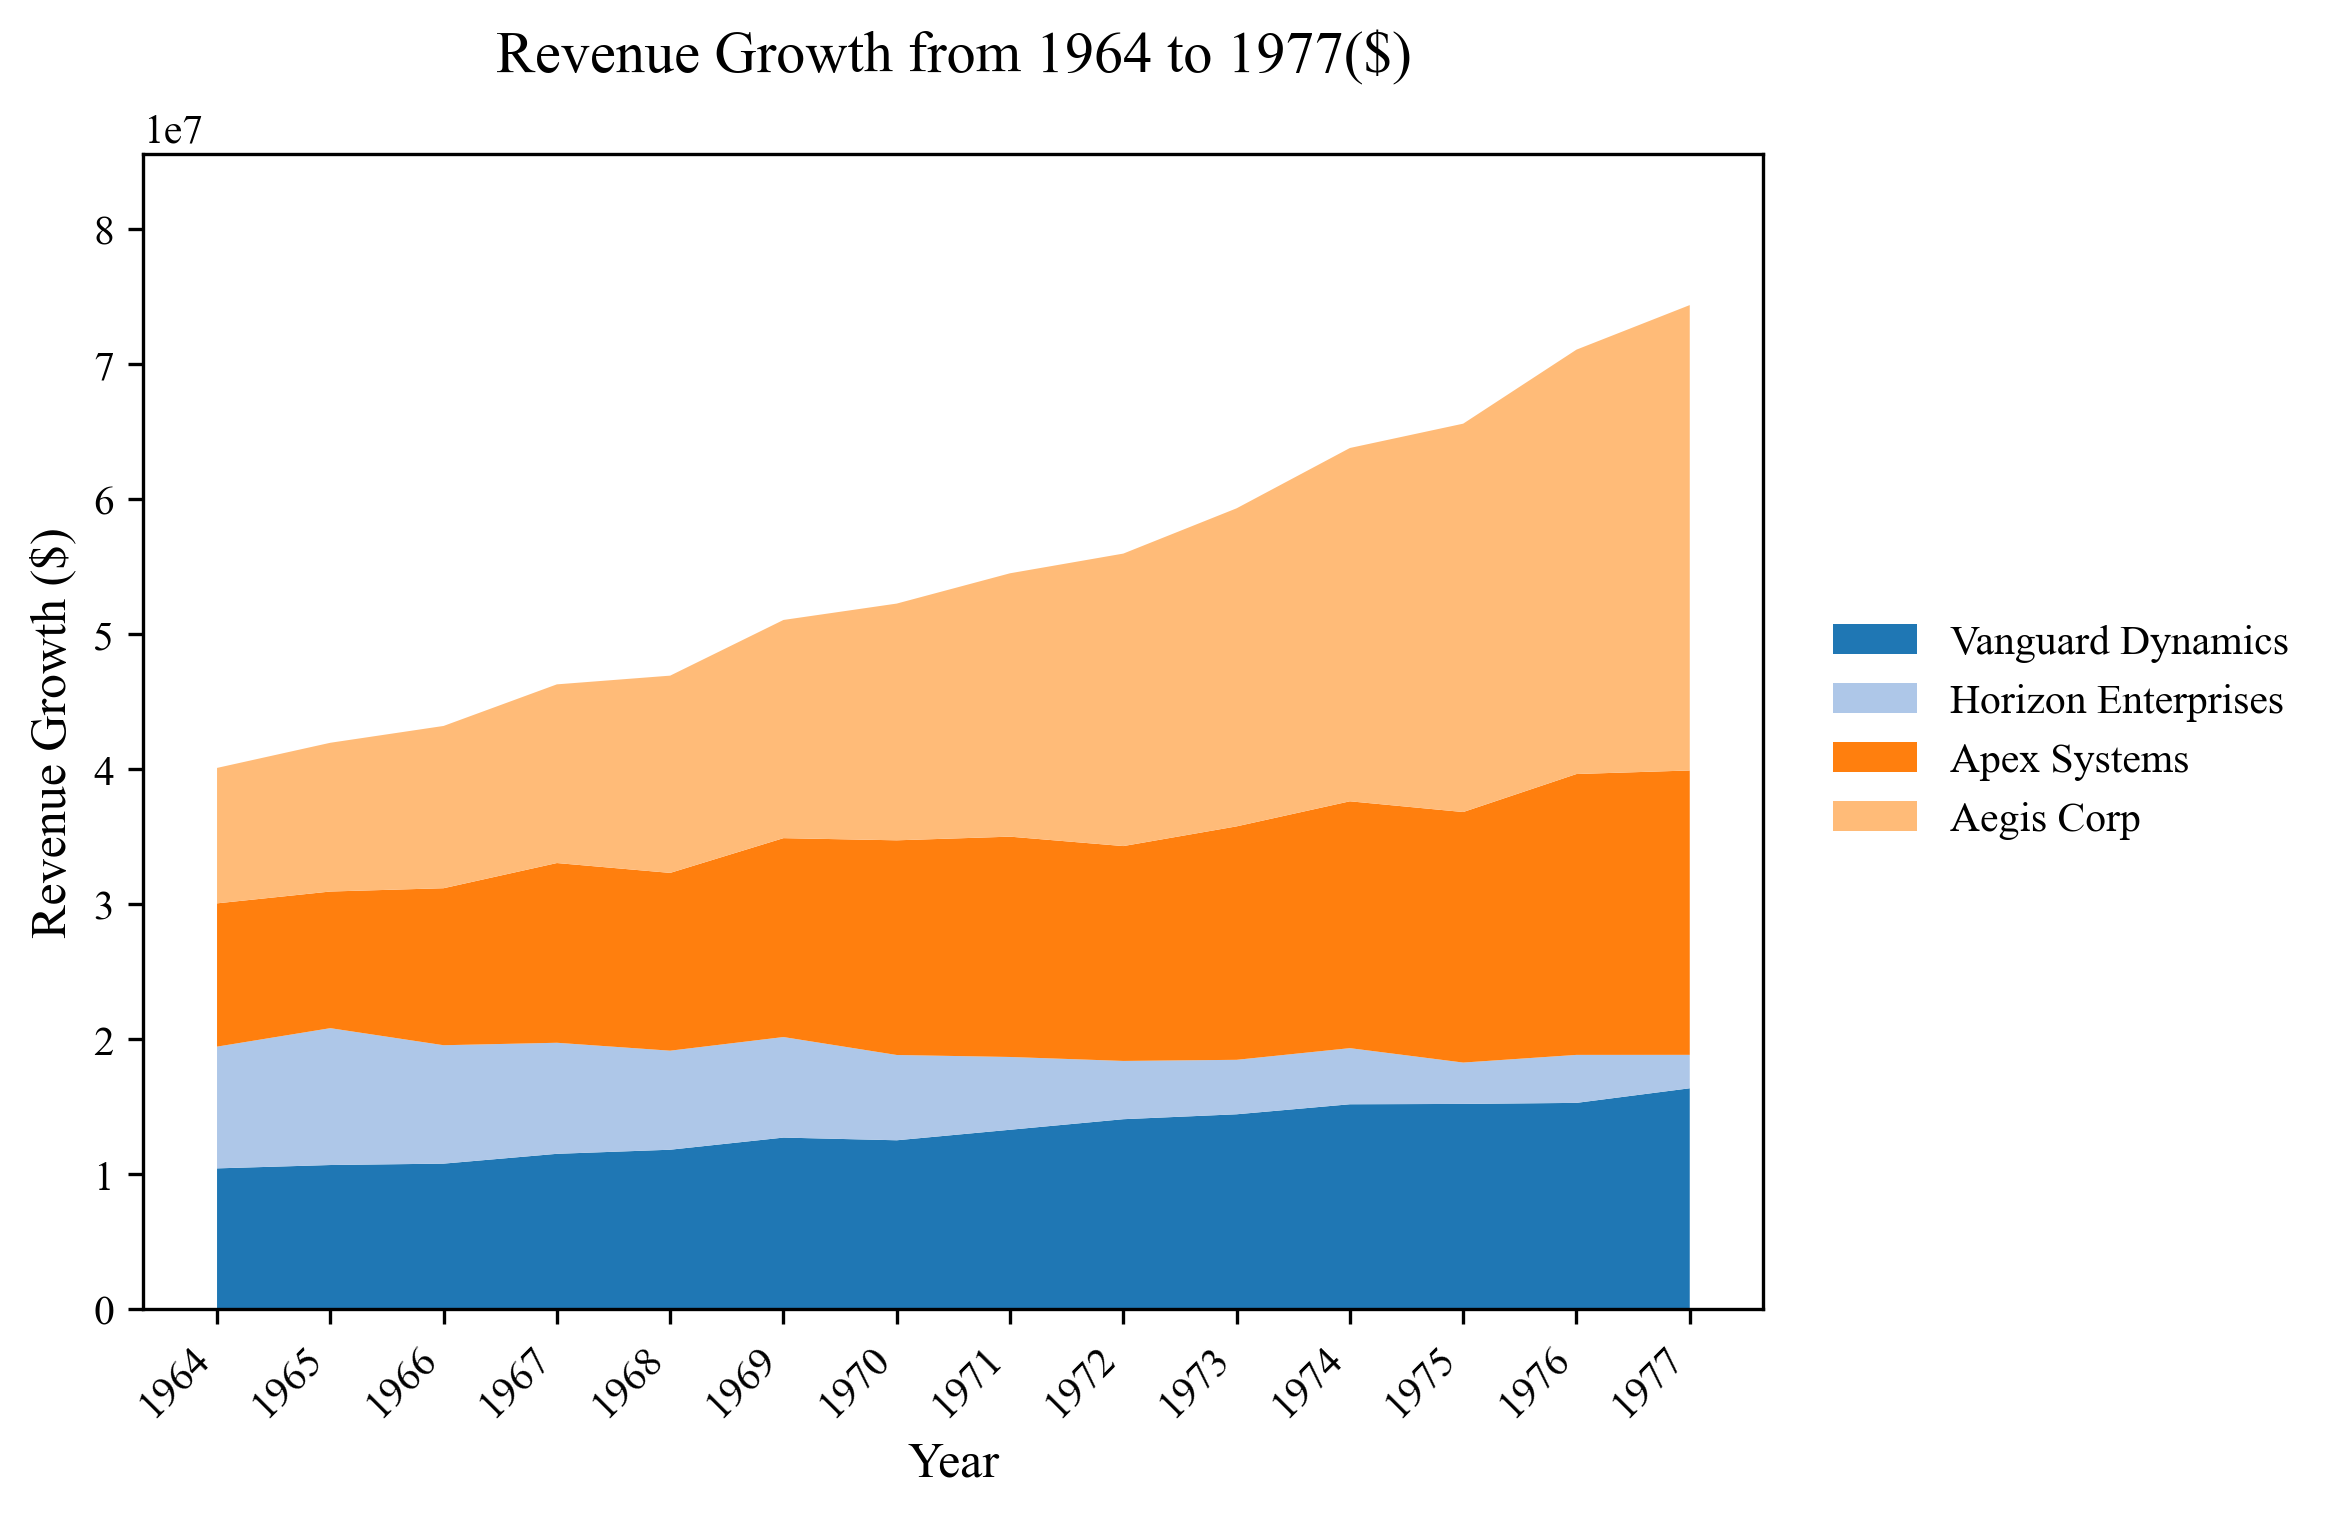 Revenue Growth from 1964 to 1977($)
1e7
8
7
6
5
4
3
2
1
0
Revenue Growth ($)
1964
1965
1966
1967
1968
1969
1970
1971
1972
1973
1974
1975
1976
1977
Year
Vanguard Dynamics
Horizon Enterprises
Apex Systems
Aegis Corp